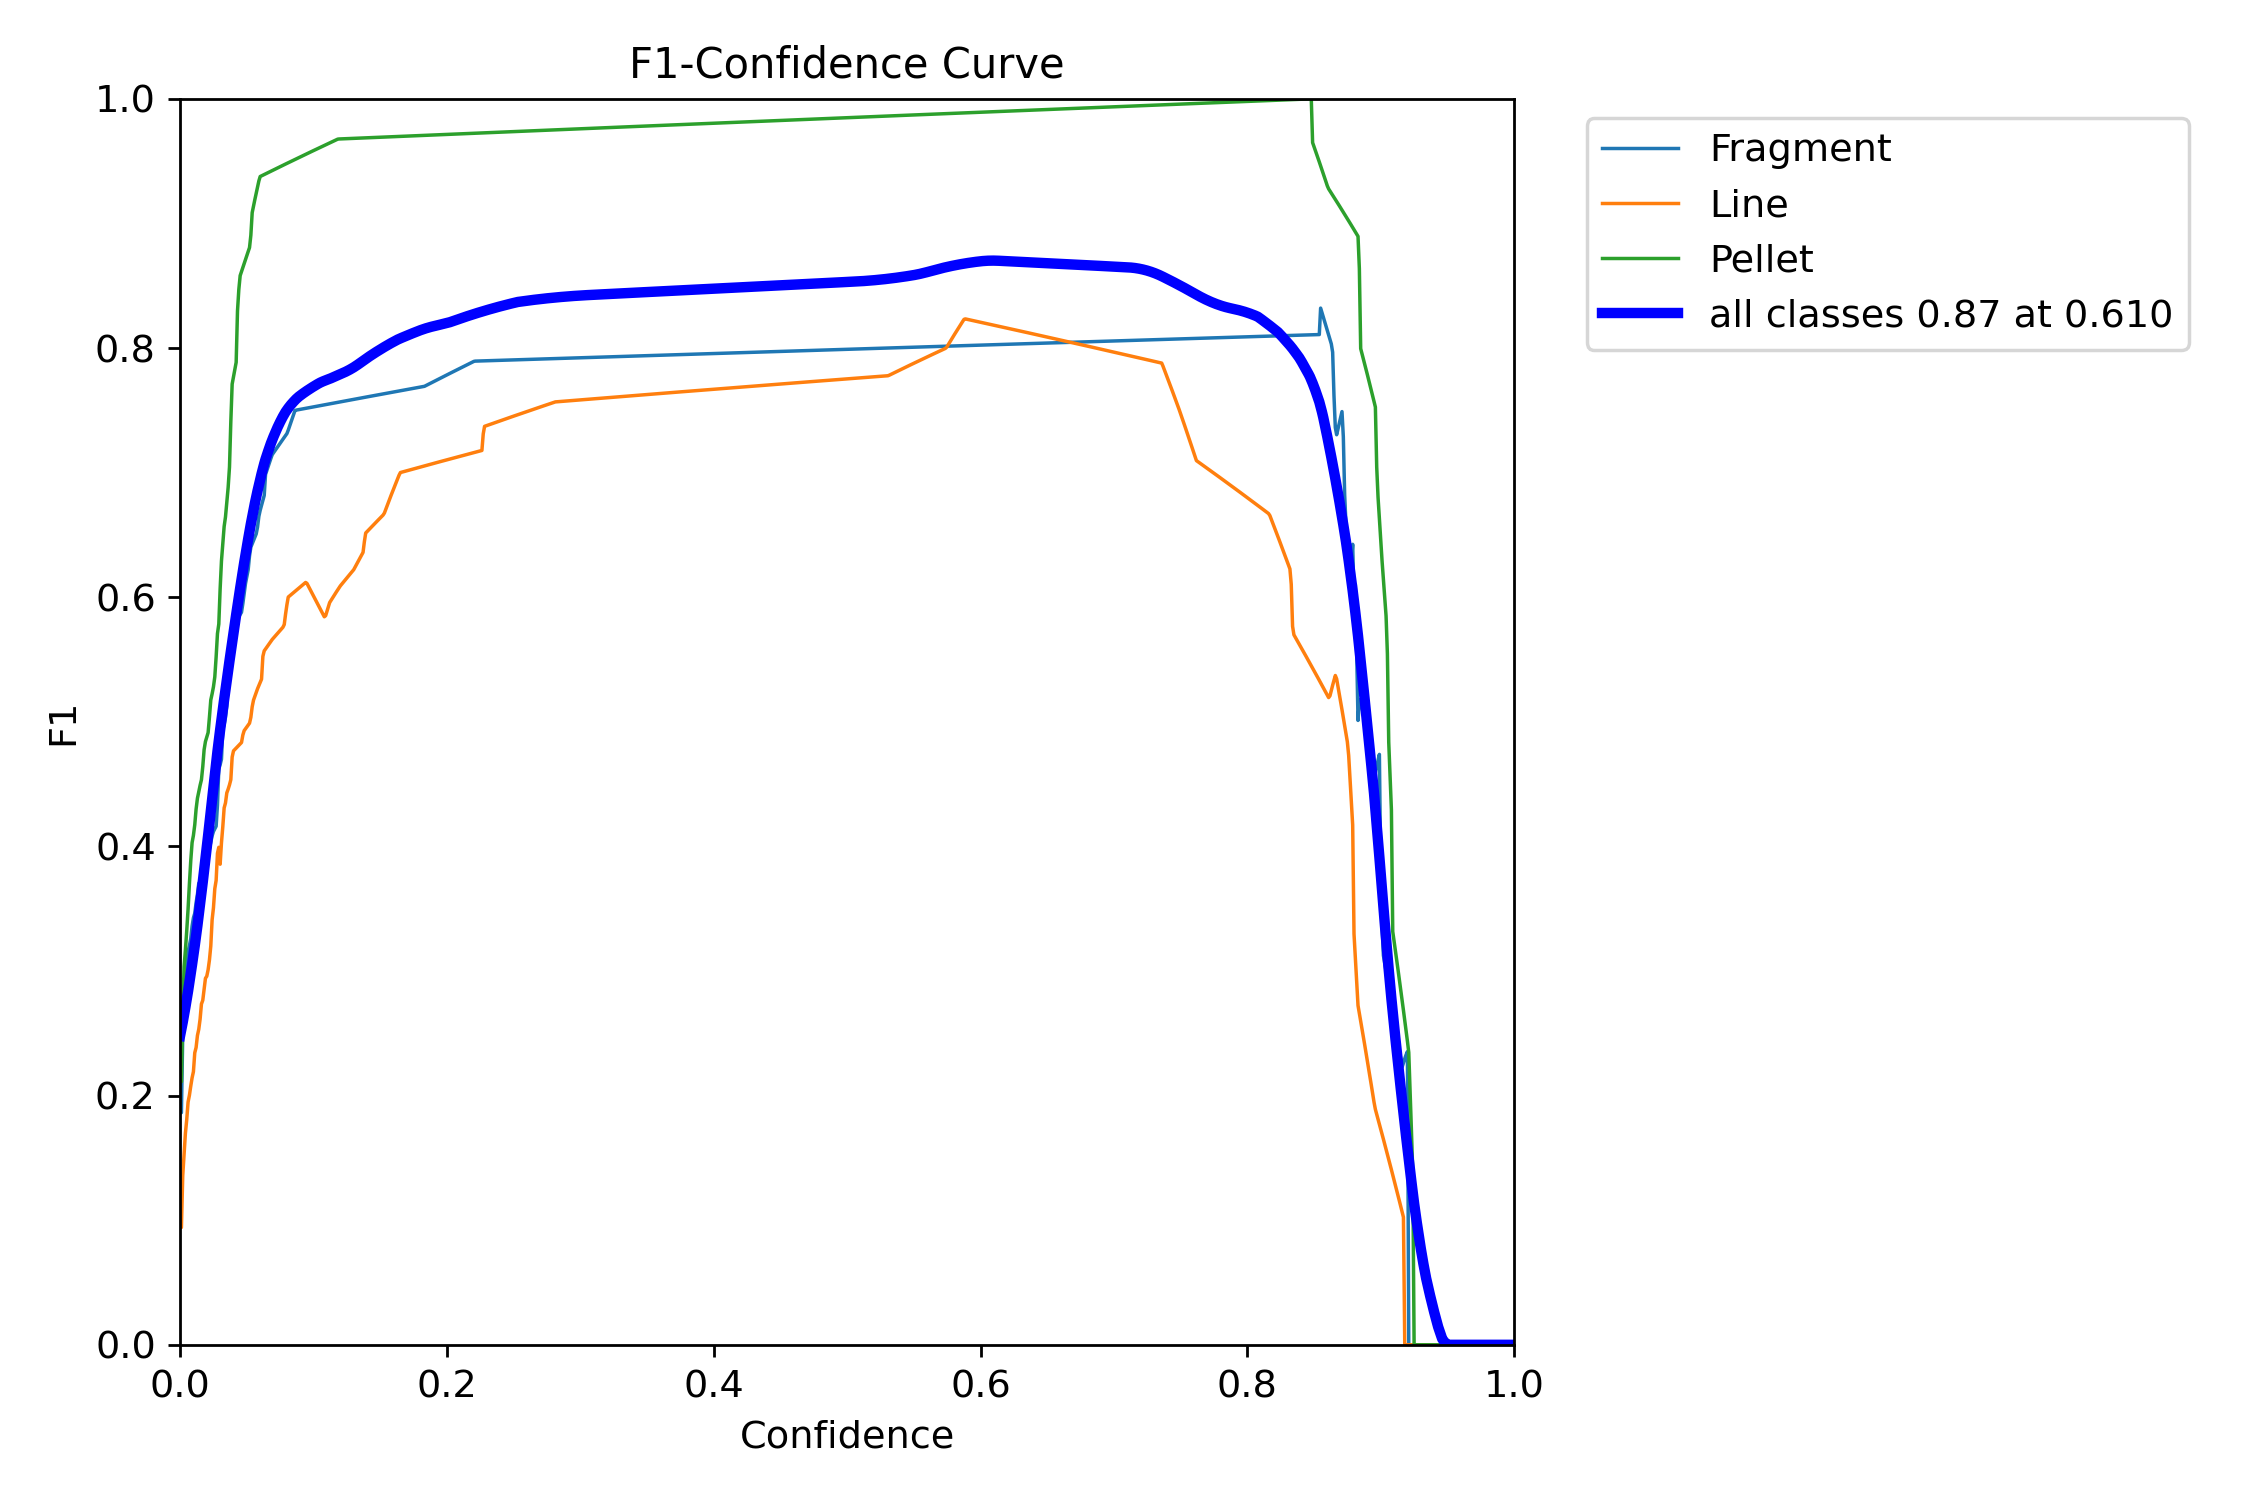 F1-Confidence Curve
1.0
0.8
0.6
0.4
0.2
0.0
F1
0.0 0.2 0.4 0.6 0.8 1.0
Confidence
Fragment
Line
Pellet
all classes 0.87 at 0.610